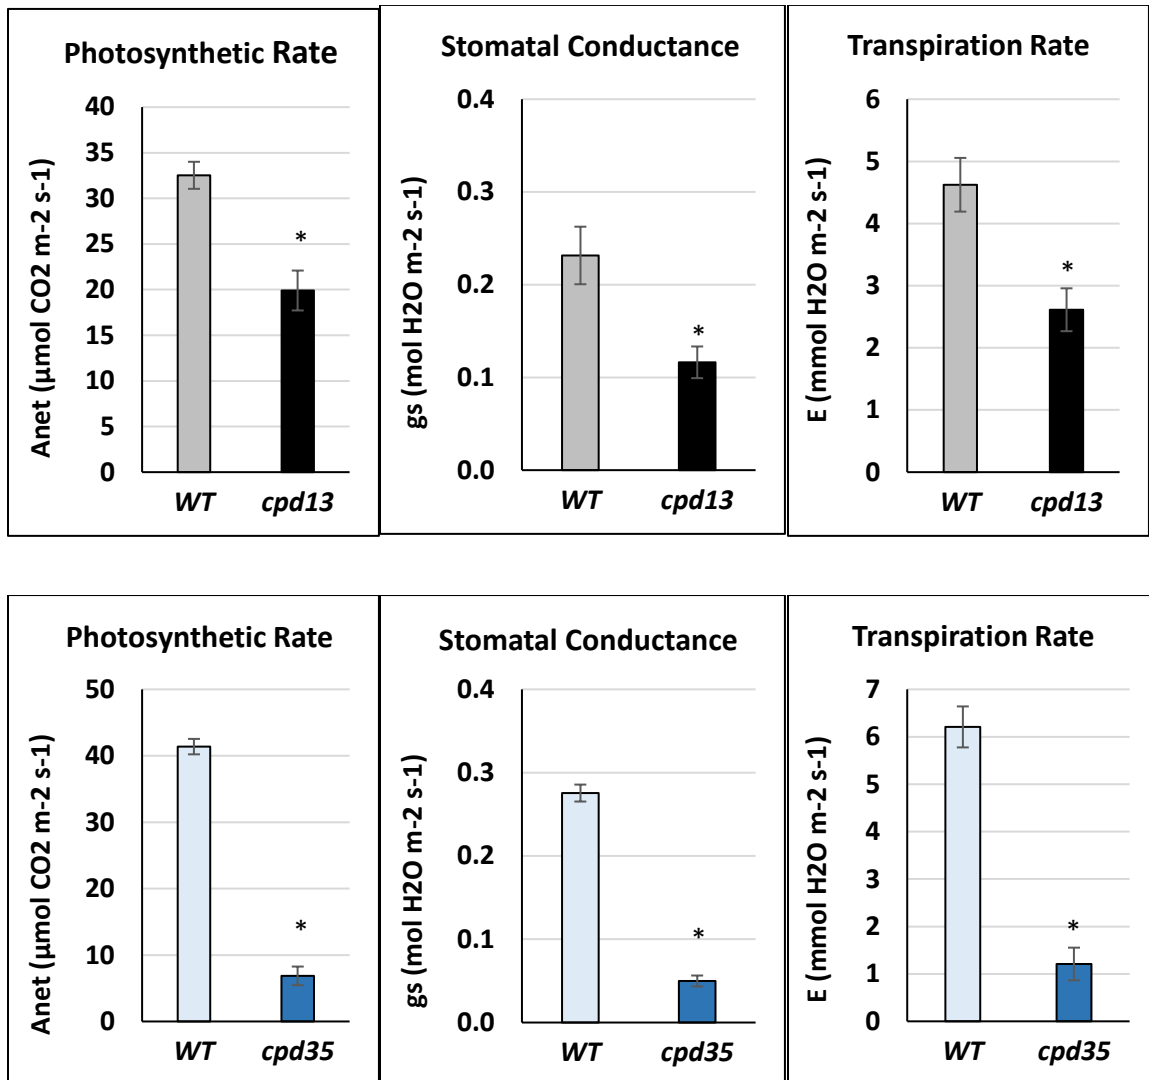 Photosynthetic Rate
Anet (µmol CO2 m-2 s-1)
40
35
30
25
20
15
10
5
0
*
WT cpd13
Stomatal Conductance
gs (mol H2O m-2 s-1)
0.4
0.3
0.2
0.1
0.0
*
WT cpd13
Transpiration Rate
E (mmol H2O m-2 s-1)
6
5
4
3
2
1
0
*
WT cpd13
Photosynthetic Rate
Anet (µmol CO2 m-2 s-1)
50
40
30
20
10
0
*
WT cpd35
Stomatal Conductance
gs (mol H2O m-2 s-1)
0.4
0.3
0.2
0.1
0.0
*
WT cpd35
Transpiration Rate
E (mmol H2O m-2 s-1)
7
6
5
4
3
2
1
0
*
WT cpd35